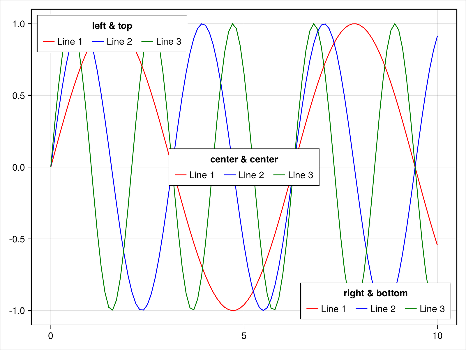 1.0
left & top
Line 1 Line 2 Line 3
0.5
center & center
0.0
Line 1 Line 2 Line 3
-0.5
right & bottom
-1.0
Line 1 Line 2 Line 3
0 5 10